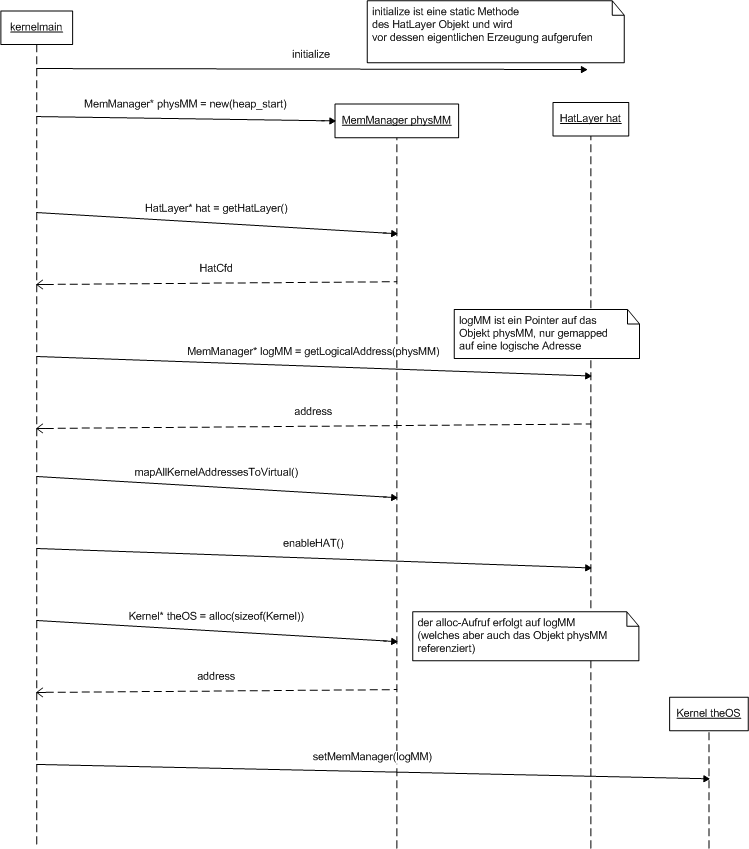 initialize ist eine static Methode
des HatLayer Objekt und wird
vor dessen eigentlichen Erzeugung aufgerufen
kernelmain
initialize
MemManager* physMM = new(heap_start)
MemManager physMM
HatLayer hat
HatLayer* hat = getHatLayer()
HatCfd
logMM ist ein Pointer auf das
Objekt physMM, nur gemapped
auf eine logische Adresse
MemManager* logMM = getLogicalAddress(physMM)
address
mapAllKernelAddressesToVirtual()
enableHAT()
Kernel* theOS = alloc(sizeof(Kernel))
der alloc-Aufruf erfolgt auf logMM
(welches aber auch das Objekt physMM
referenziert)
address
Kernel theOS
setMemManager(logMM)